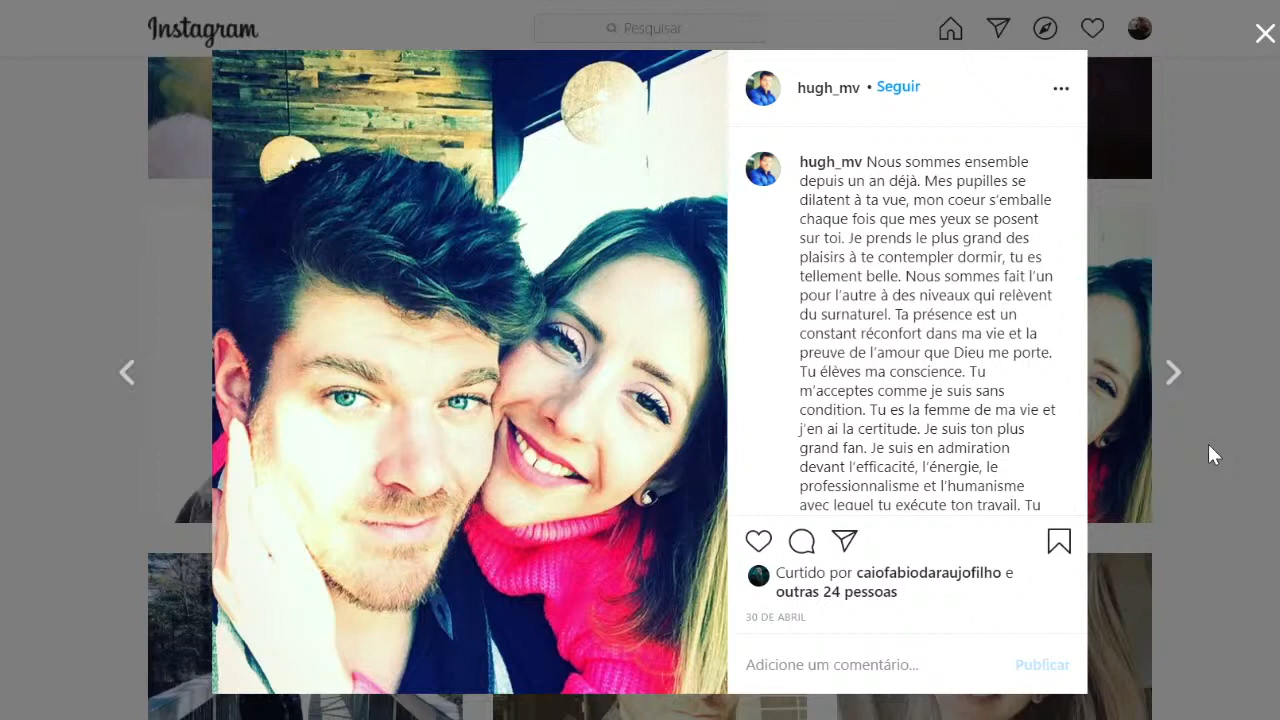 Instagram
Pesquisar
hugh_mv • Seguir
hugh_mv Nous sommes ensemble
depuis un an déjà. Mes pupilles se
dilatent à ta vue, mon coeur s'emballe
chaque fois que mes yeux se posent
sur toi. Je prends le plus grand des
plaisirs à te contempler dormir, tu es
tellement belle. Nous sommes fait l'un
pour l'autre à des niveaux qui relèvent
du surnaturel. Ta présence est un
constant réconfort dans ma vie et la
preuve de l'amour que Dieu me porte.
Tu élèves ma conscience. Tu
m'acceptes comme je suis sans
condition. Tu es la femme de ma vie et
j'en ai la certitude. Je suis ton plus
grand fan. Je suis en admiration
devant l'efficacité, l'énergie, le
professionnalisme et l'humanisme
avec lequel tu exécute ton travail. Tu
Curtido por caiofabiodaraujofilho e
outras 24 pessoas
30 DE ABRIL
Adicione um comentário... Publicar